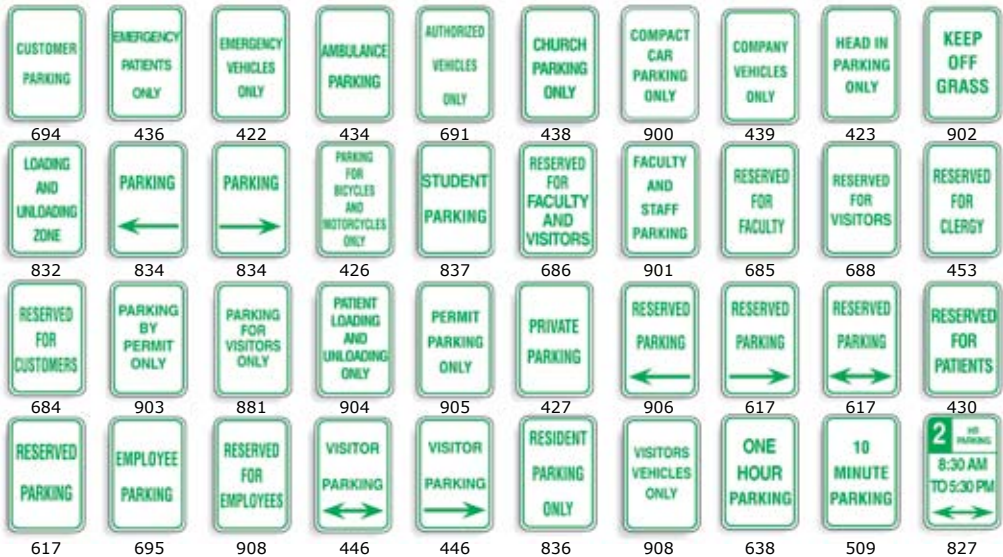 CUSTOMER
PARKING
694
EMERGENCY
PATIENTS
ONLY
436
EMERGENCY
VEHICLES
ONLY
422
AMBULANCE
PARKING
434
AUTHORIZED
VEHICLES
ONLY
691
CHURCH
PARKING
ONLY
438
COMPACT
CAR
PARKING
ONLY
900
COMPANY
VEHICLES
ONLY
439
HEAD IN
PARKING
ONLY
423
KEEP
OFF
GRASS
902
LOADING
AND
UNLOADING
ZONE
832
PARKING
834
PARKING
834
PARKING
FOR
BICYCLES
AND
MOTORCYCLES
ONLY
426
STUDENT
PARKING
837
RESERVED
FOR
FACULTY
AND
VISITORS
686
FACULTY
AND
STAFF
PARKING
901
RESERVED
FOR
FACULTY
685
RESERVED
FOR
VISITORS
688
RESERVED
FOR
CLERGY
453
RESERVED
FOR
CUSTOMERS
684
PARKING
BY
PERMIT
ONLY
903
PARKING
FOR
VISITORS
ONLY
881
PATIENT
LOADING
AND
UNLOADING
ONLY
904
PERMIT
PARKING
ONLY
905
PRIVATE
PARKING
427
RESERVED
PARKING
906
RESERVED
PARKING
617
RESERVED
PARKING
617
RESERVED
FOR
PATIENTS
430
RESERVED
PARKING
617
EMPLOYEE
PARKING
695
RESERVED
FOR
EMPLOYEES
908
VISITOR
PARKING
446
VISITOR
PARKING
446
RESIDENT
PARKING
ONLY
836
VISITORS
VEHICLES
ONLY
908
ONE
HOUR
PARKING
638
10
MINUTE
PARKING
509
2 HR
PARKING
8:30 AM
TO 5:30 PM
827